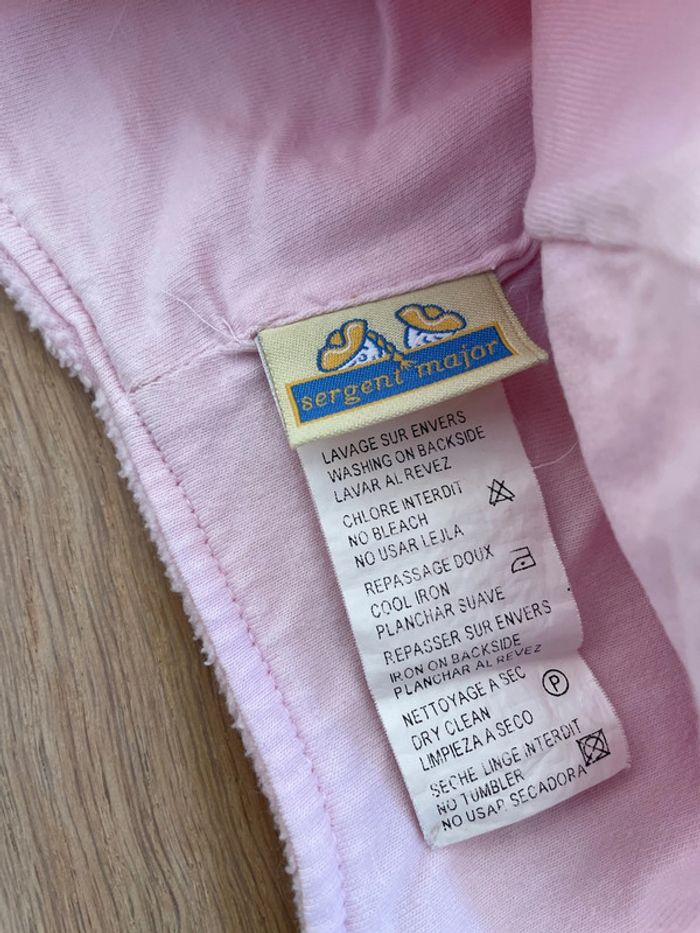 sergent major
LAVAGE SUR ENVERS
WASHING ON BACKSIDE
LAVAR AL REVEZ
CHLORE INTERDIT
NO BLEACH
NO USAR LEJLA
REPASSAGE DOUX
COOL IRON
PLANCHAR SUAVE
REPASSER SUR ENVERS
IRON ON BACKSIDE
PLANCHAR AL REVEZ
NETTOYAGE A SEC
P
DRY CLEAN
LIMPIEZA A SECO
SECHE LINGE INTERDIT
NO TUMBLER
NO USAR SECADORA